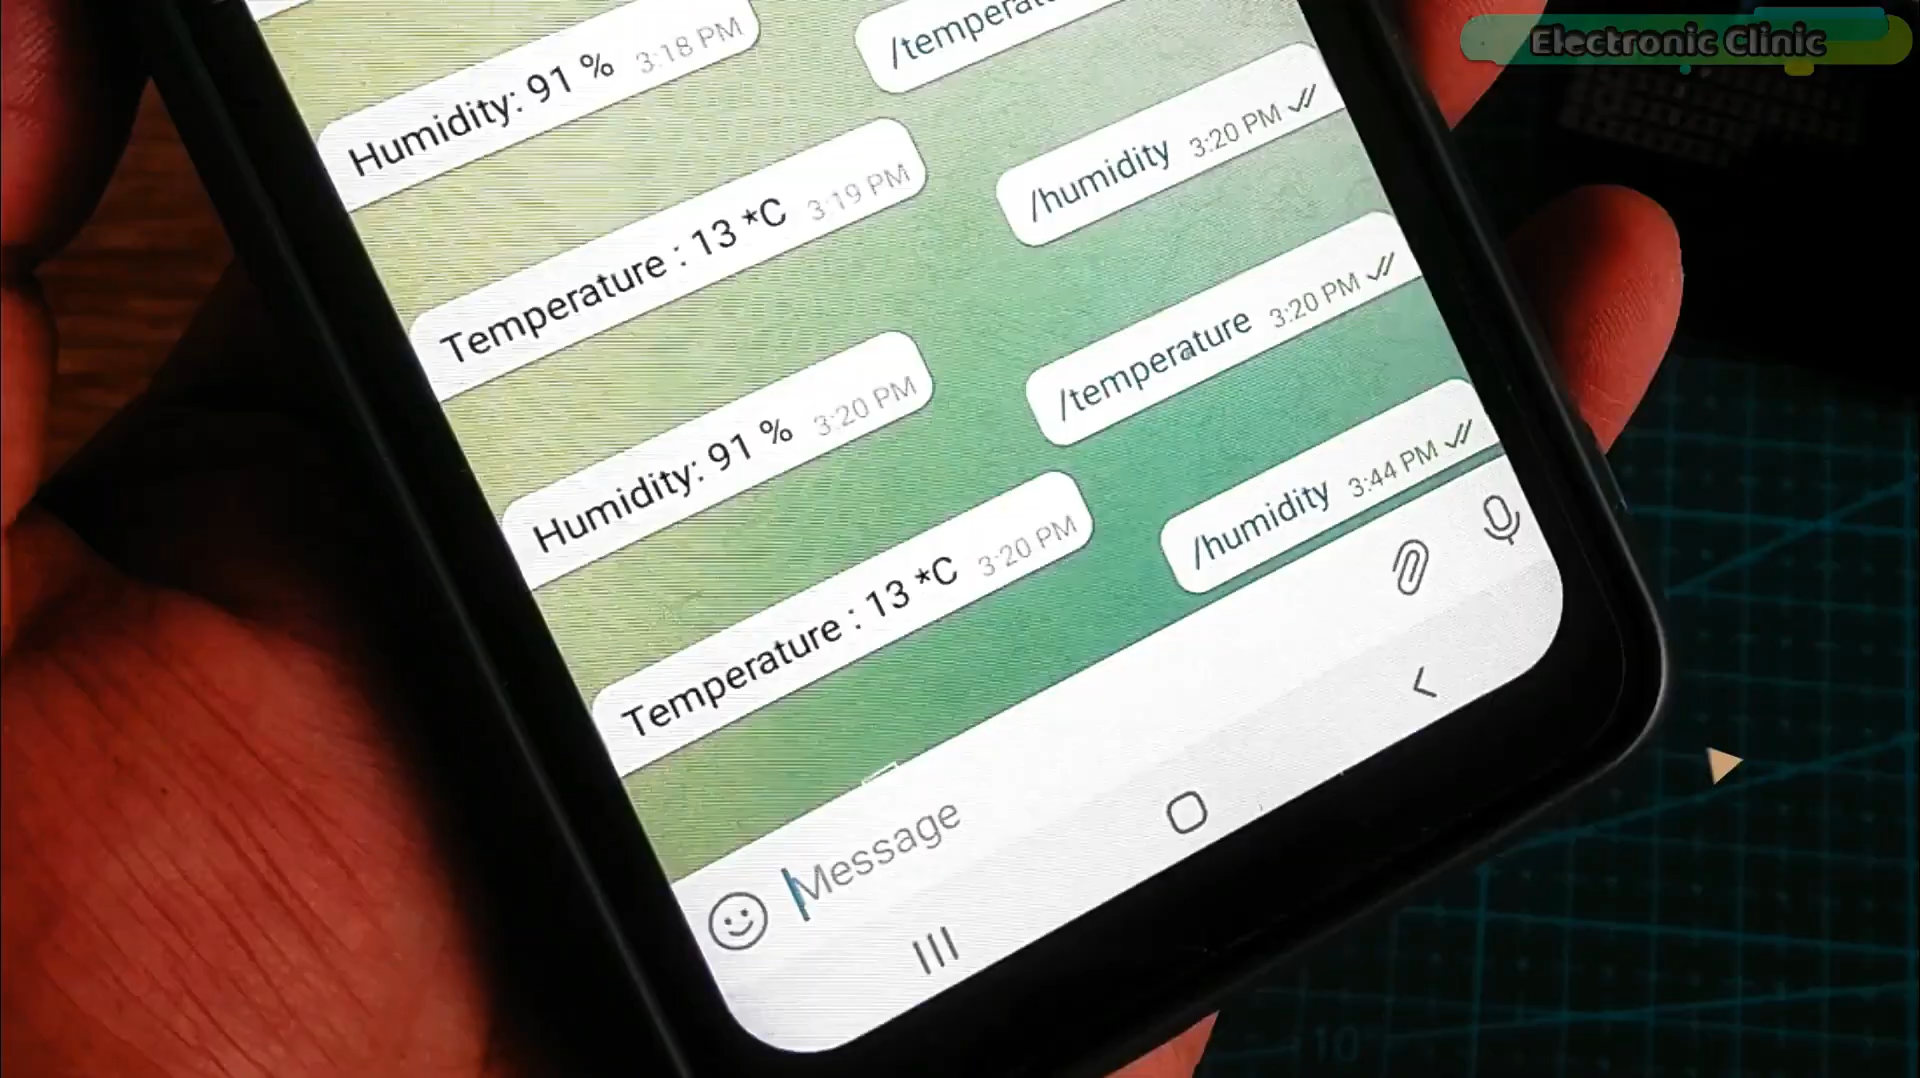 Electronic Clinic
Humidity: 91 % 3:18 PM
Temperature : 13 *C 3:19 PM
/humidity 3:20 PM
Humidity: 91 % 3:20 PM
/temperature 3:20 PM
Temperature : 13 *C 3:20 PM
/humidity 3:44 PM
Message
10